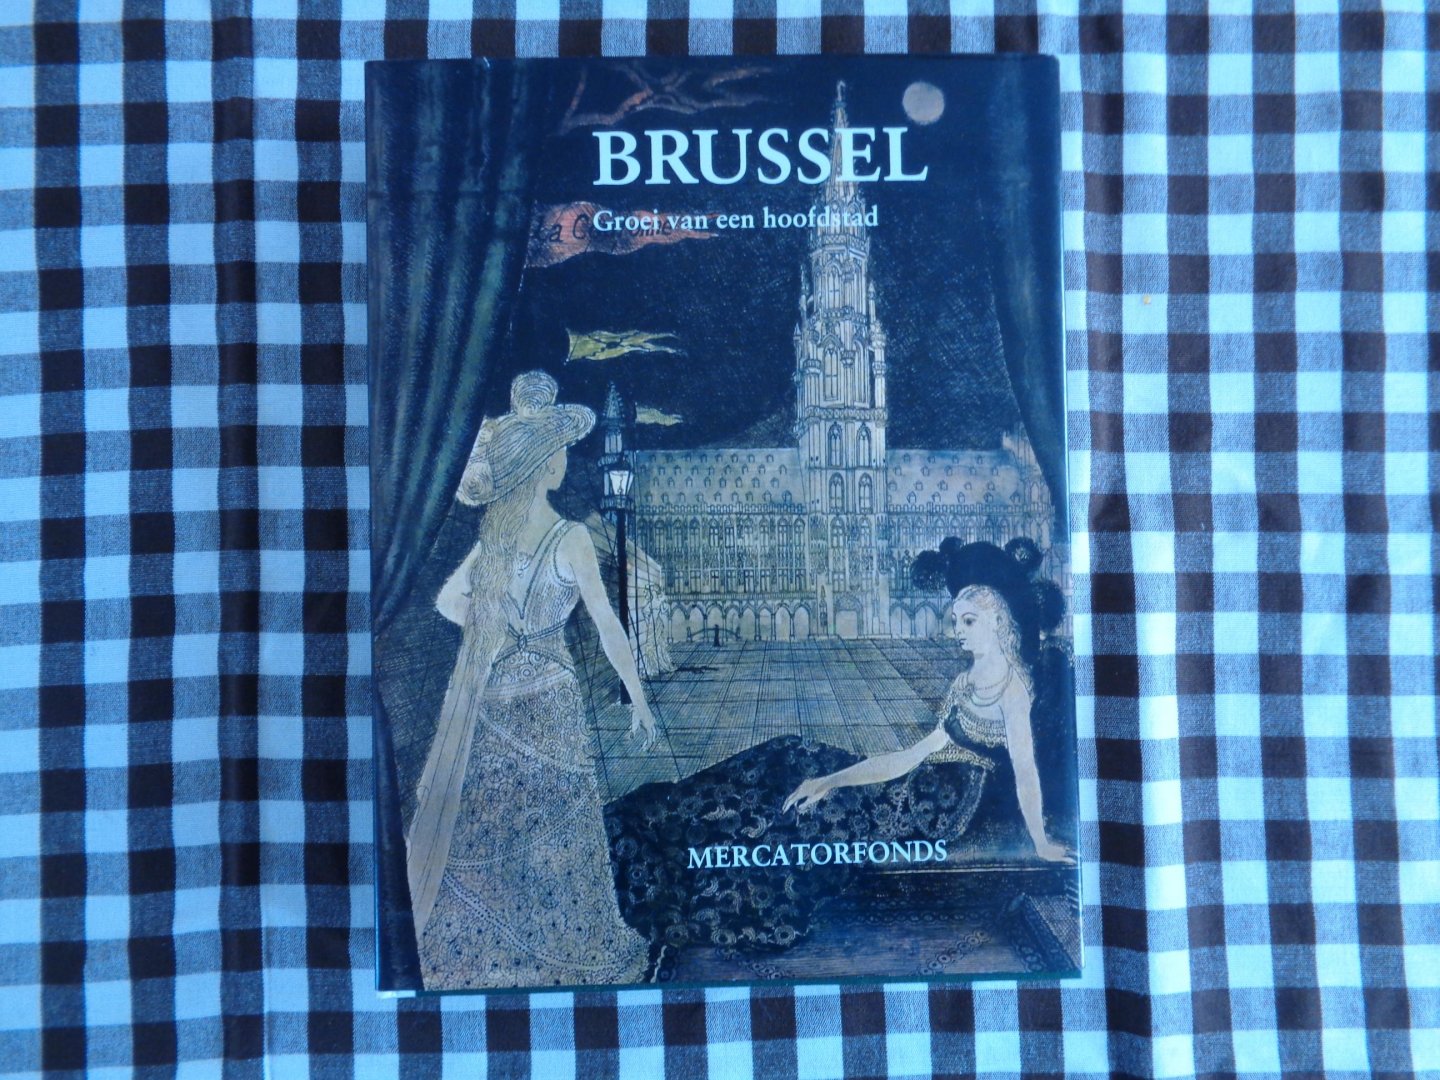 BRUSSEL
Groei van een hoofdstad
MERCATORFONDS